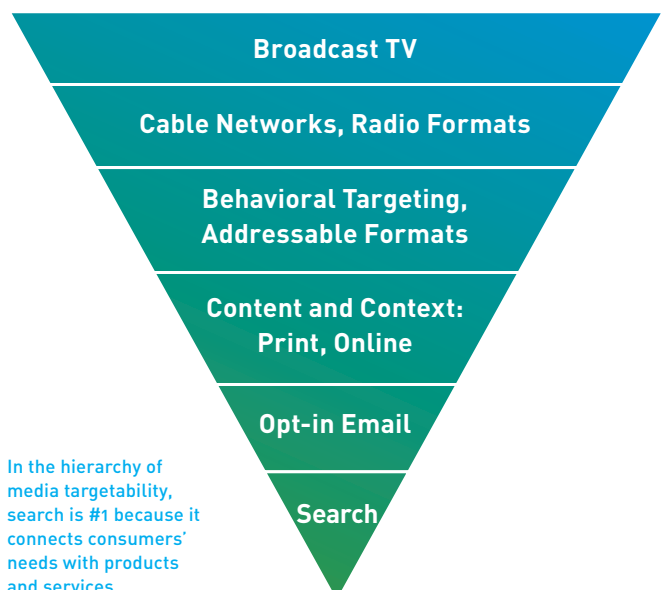 Broadcast TV
Cable Networks, Radio Formats
Behavioral Targeting,
Addressable Formats
Content and Context:
Print, Online
Opt-in Email
Search
In the hierarchy of
media targetability,
search is #1 because it
connects consumers’
needs with products
and services